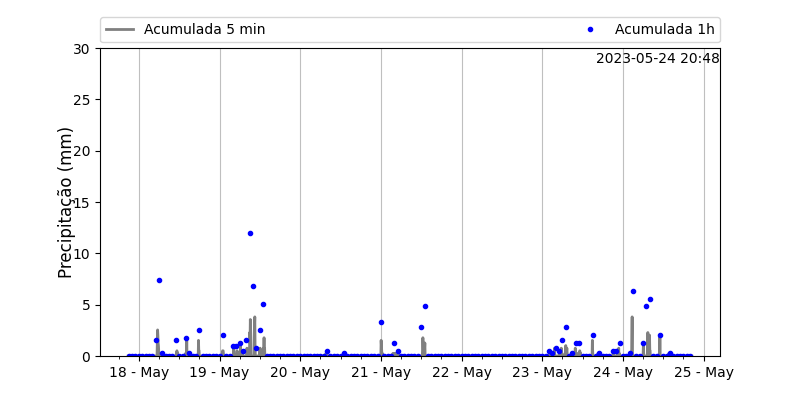 Acumulada 5 min
Acumulada 1h
2023-05-24 20:48
Precipitação (mm)
30
25
20
15
10
5
0
18 - May
19 - May
20 - May
21 - May
22 - May
23 - May
24 - May
25 - May